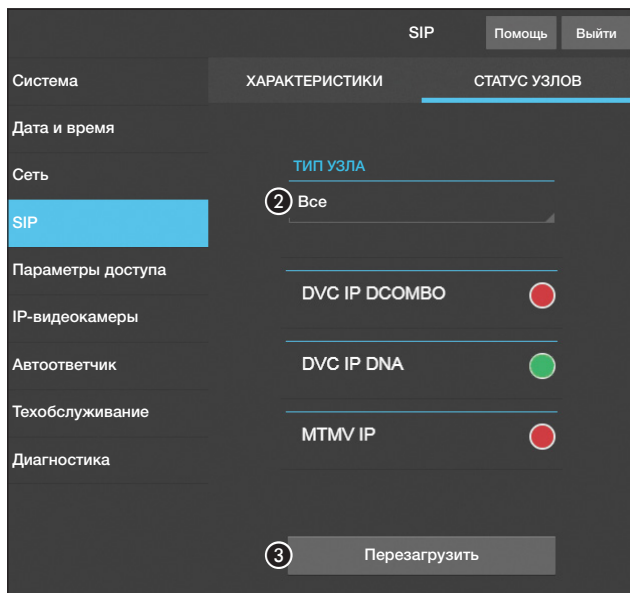 SIP
Помощь
Выйти
Система
Дата и время
Сеть
SIP
Параметры доступа
IP-видеокамеры
Автоответчик
Техобслуживание
Диагностика
ХАРАКТЕРИСТИКИ
СТАТУС УЗЛОВ
ТИП УЗЛА
2 Все
DVC IP DCOMBO
DVC IP DNA
MTMV IP
3 Перезагрузить